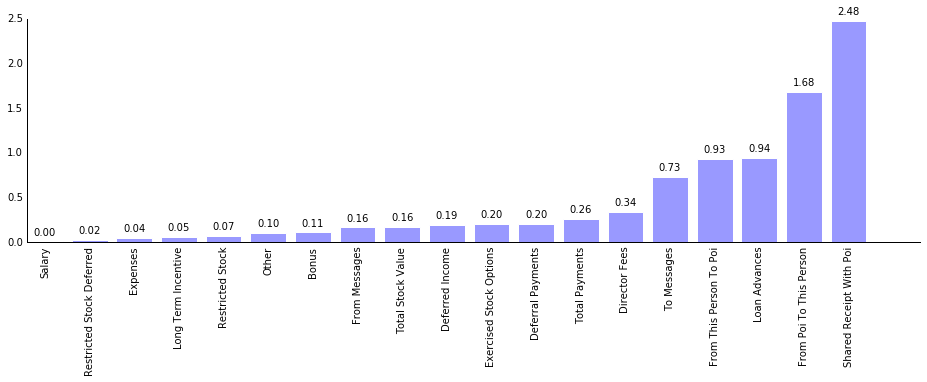 2.5
2.0
1.5
1.0
0.5
0.0
0.00
0.02
0.04
0.05
0.07
0.10
0.11
0.16
0.16
0.19
0.20
0.20
0.26
0.34
0.73
0.93
0.94
1.68
2.48
Salary
Restricted Stock Deferred
Expenses
Long Term Incentive
Restricted Stock
Other
Bonus
From Messages
Total Stock Value
Deferred Income
Exercised Stock Options
Deferral Payments
Total Payments
Director Fees
To Messages
From This Person To Poi
Loan Advances
From Poi To This Person
Shared Receipt With Poi